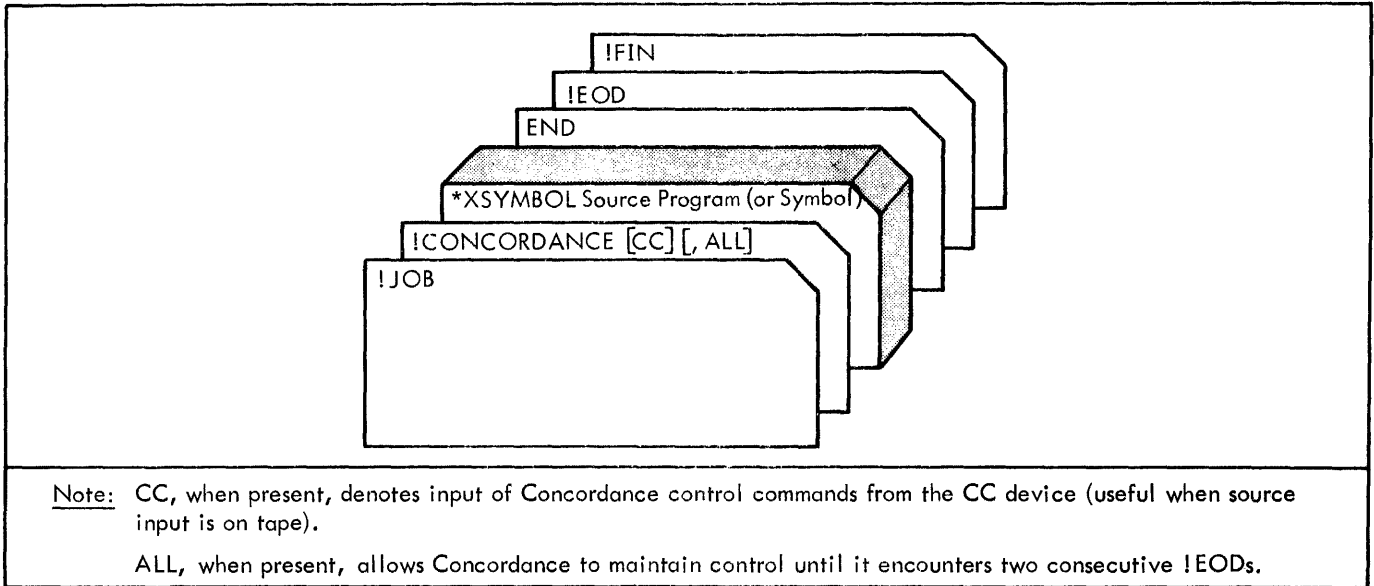 !FIN
!EOD
END
*XSYMBOL Source Program (or Symbol)
!CONCORDANCE [CC] [, ALL]
!JOB
Note: CC, when present, denotes input of Concordance control commands from the CC device (useful when source
input is on tape).
ALL, when present, allows Concordance to maintain control until it encounters two consecutive !EODs.